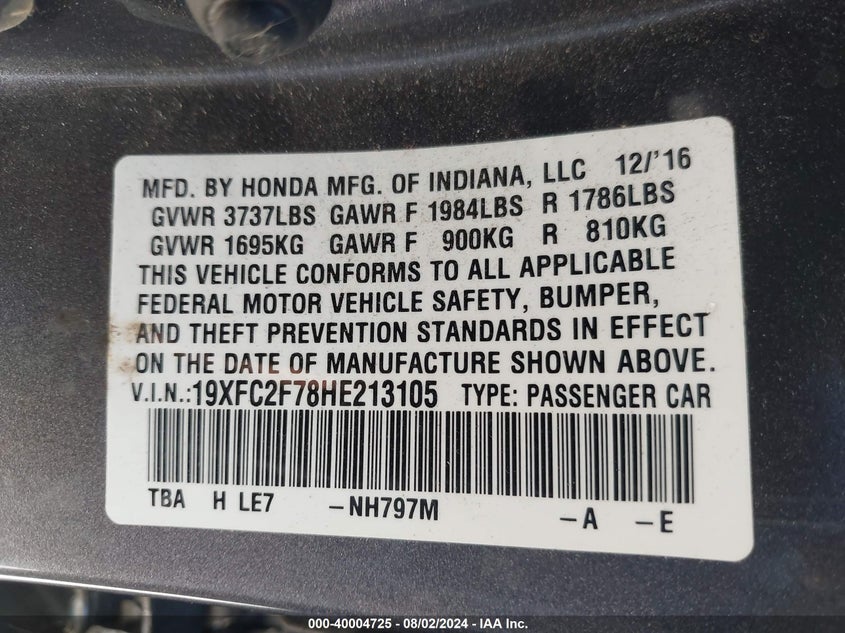 MFD. BY HONDA MFG. OF INDIANA, LLC 12/'16
GVWR 3737LBS GAWR F 1984LBS R 1786LBS
GVWR 1695KG GAWR F 900KG R 810KG
THIS VEHICLE CONFORMS TO ALL APPLICABLE
FEDERAL MOTOR VEHICLE SAFETY, BUMPER,
AND THEFT PREVENTION STANDARDS IN EFFECT
ON THE DATE OF MANUFACTURE SHOWN ABOVE.
V.I.N.:19XFC2F78HE213105 TYPE: PASSENGER CAR
TBA H LE7 -NH797M -A -E
000-40004725 - 08/02/2024 - IAA Inc.